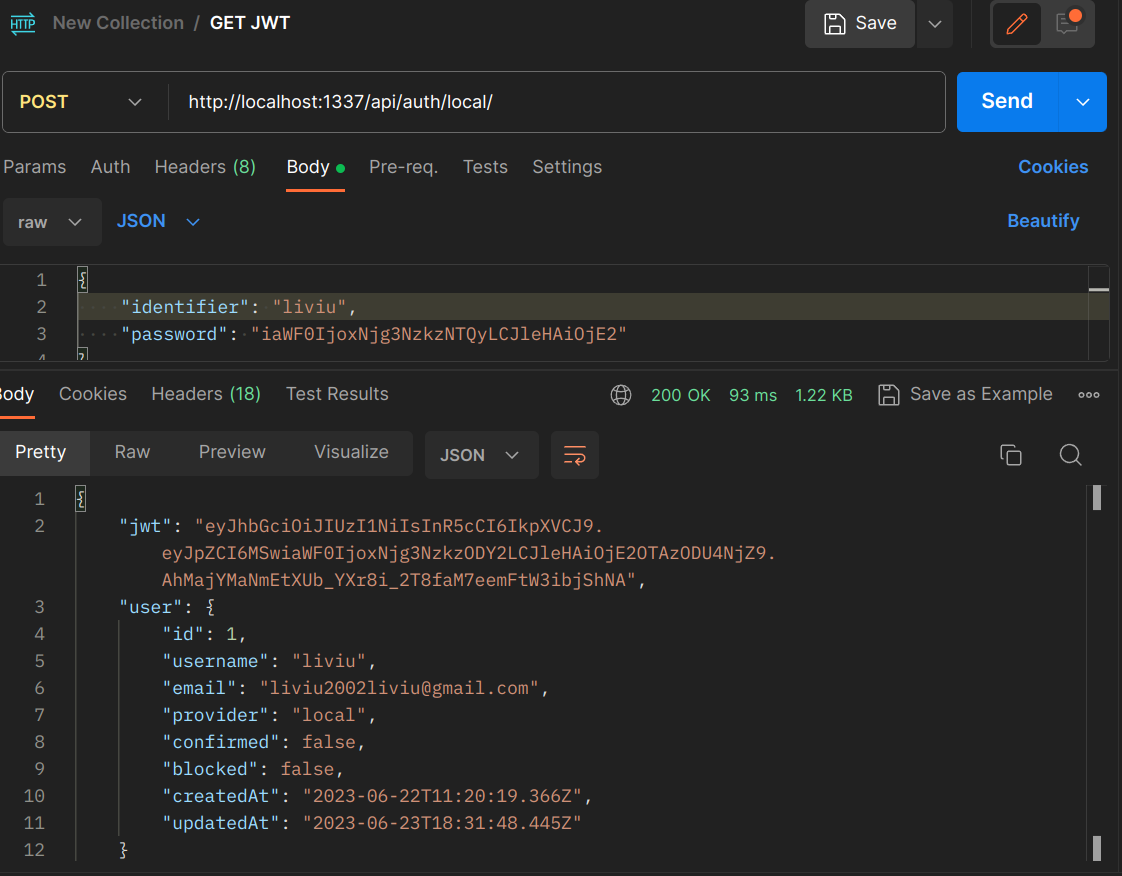 HTTP New Collection / GET JWT Save
POST http://localhost:1337/api/auth/local/ Send
Params Auth Headers (8) Body Pre-req. Tests Settings Cookies
raw JSON Beautify
1 {
2 "identifier": "liviu",
3 "password": "iaWF0IjoxNjg3NzkzNTQyLCJleHAiOjE2"
4 }
Body Cookies Headers (18) Test Results 200 OK 93 ms 1.22 KB Save as Example
Pretty Raw Preview Visualize JSON
1 {
2 "jwt": "eyJhbGciOiJIUzI1NiIsInR5cCI6IkpXVCJ9.
eyJpZCI6MSwiaWF0IjoxNjg3NzkzODY2LCJleHAiOjE2OTAzODU4NjZ9.
AhMajYMaNmEtXUb_YXr8i_2T8faM7eemFtW3ibjShNA",
3 "user": {
4 "id": 1,
5 "username": "liviu",
6 "email": "liviu2002liviu@gmail.com",
7 "provider": "local",
8 "confirmed": false,
9 "blocked": false,
10 "createdAt": "2023-06-22T11:20:19.366Z",
11 "updatedAt": "2023-06-23T18:31:48.445Z"
12 }